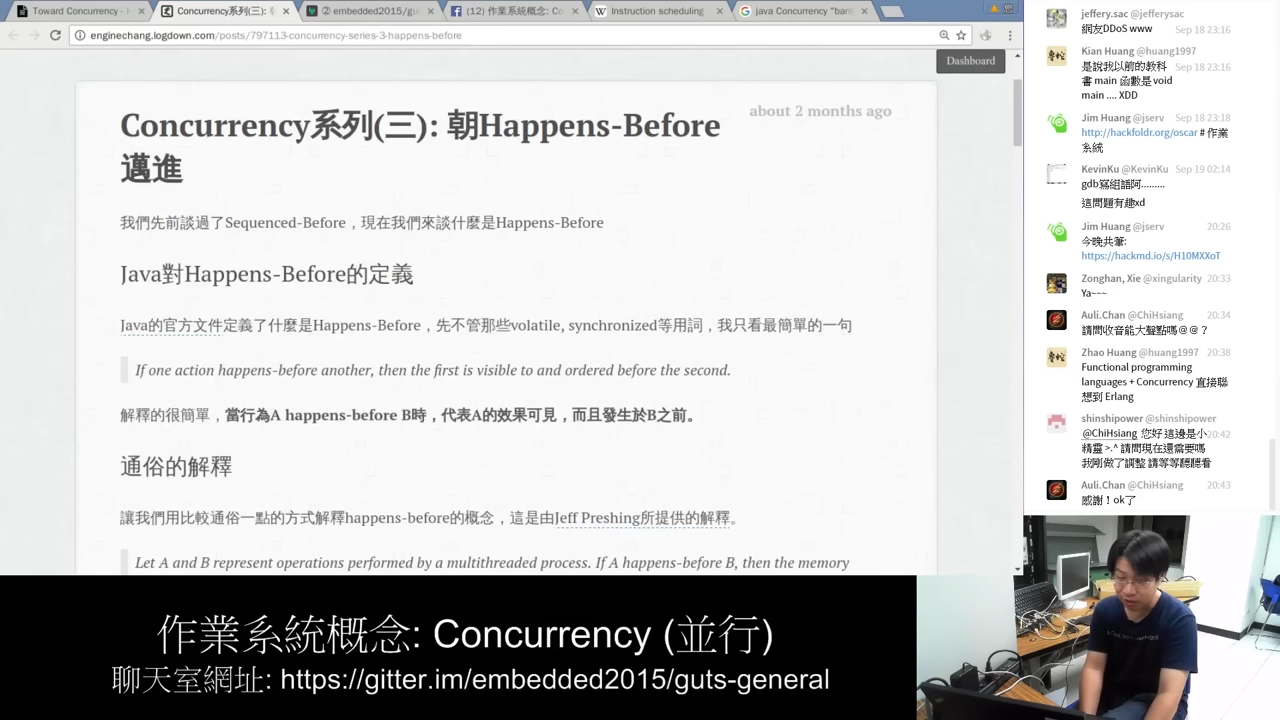 Toward Concurrency - H
Concurrency系列(三): 朝
② embedded2015/gut
(12) 作業系統概念: Co
Instruction scheduling
java Concurrency "ban
enginechang.logdown.com/posts/797113-concurrency-series-3-happens-before
Dashboard
Concurrency系列(三): 朝Happens-Before
邁進
about 2 months ago
我們先前談過了Sequenced-Before，現在我們來談什麼是Happens-Before
Java對Happens-Before的定義
Java的官方文件定義了什麼是Happens-Before，先不管那些volatile, synchronized等用詞，我只看最簡單的一句
If one action happens-before another, then the first is visible to and ordered before the second.
解釋的很簡單，當行為A happens-before B時，代表A的效果可見，而且發生於B之前。
通俗的解釋
讓我們用比較通俗一點的方式解釋happens-before的概念，這是由Jeff Preshing所提供的解釋。
Let A and B represent operations performed by a multithreaded process. If A happens-before B, then the memory
jeffery.sac @jefferysac
網友DDoS www Sep 18 23:16
Kian Huang @huang1997
是說我以前的教科 Sep 18 23:16
書 main 函數是 void
main .... XDD
Jim Huang @jserv Sep 18 23:18
http://hackfoldr.org/oscar # 作業
系統
KevinKu @KevinKu Sep 19 02:14
gdb寫組語阿.........
這問題有趣xd
Jim Huang @jserv 20:26
今晚共筆:
https://hackmd.io/s/H10MXXoT
Zonghan, Xie @xingularity 20:33
Ya~~~
Auli.Chan @ChiHsiang 20:34
請問收音能大聲點嗎＠＠？
Zhao Huang @huang1997 20:38
Functional programming
languages + Concurrency 直接聯
想到 Erlang
shinshipower @shinshipower
@ChiHsiang 您好 這邊是小 20:42
精靈 >.^ 請問現在還需要嗎
我剛做了調整 請等等聽聽看
Auli.Chan @ChiHsiang 20:43
感謝！ok了
作業系統概念: Concurrency (並行)
聊天室網址: https://gitter.im/embedded2015/guts-general